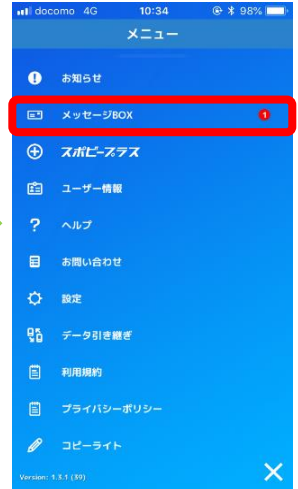 docomo 4G 10:34 98%
メニュー
お知らせ
メッセージBOX 1
スポピープラス
ユーザー情報
? ヘルプ
お問い合わせ
設定
データ引き継ぎ
利用規約
プライバシーポリシー
コピーライト
Version: 1.3.1 (39)